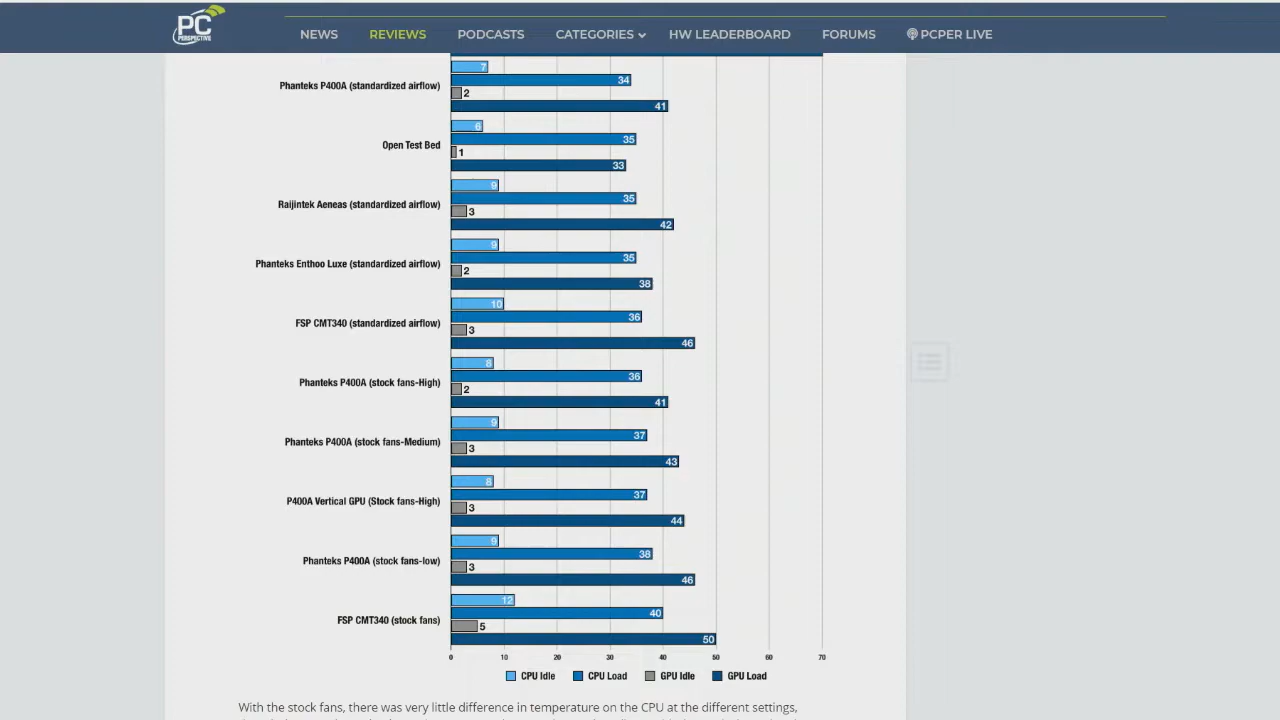 PC
PERSPECTIVE
NEWS REVIEWS PODCASTS CATEGORIES HW LEADERBOARD FORUMS PCPER LIVE
7
Phanteks P400A (standardized airflow) 34
2
41
6
Open Test Bed 35
1
33
9
Raijintek Aeneas (standardized airflow) 35
3
42
9
Phanteks Enthoo Luxe (standardized airflow) 35
2
38
10
FSP CMT340 (standardized airflow) 36
3
46
8
Phanteks P400A (stock fans-High) 36
2
41
9
Phanteks P400A (stock fans-Medium) 37
3
43
8
P400A Vertical GPU (Stock fans-High) 37
3
44
9
Phanteks P400A (stock fans-low) 38
3
46
12
FSP CMT340 (stock fans) 40
5
50
0 10 20 30 40 50 60 70
CPU Idle CPU Load GPU Idle GPU Load
With the stock fans, there was very little difference in temperature on the CPU at the different settings,